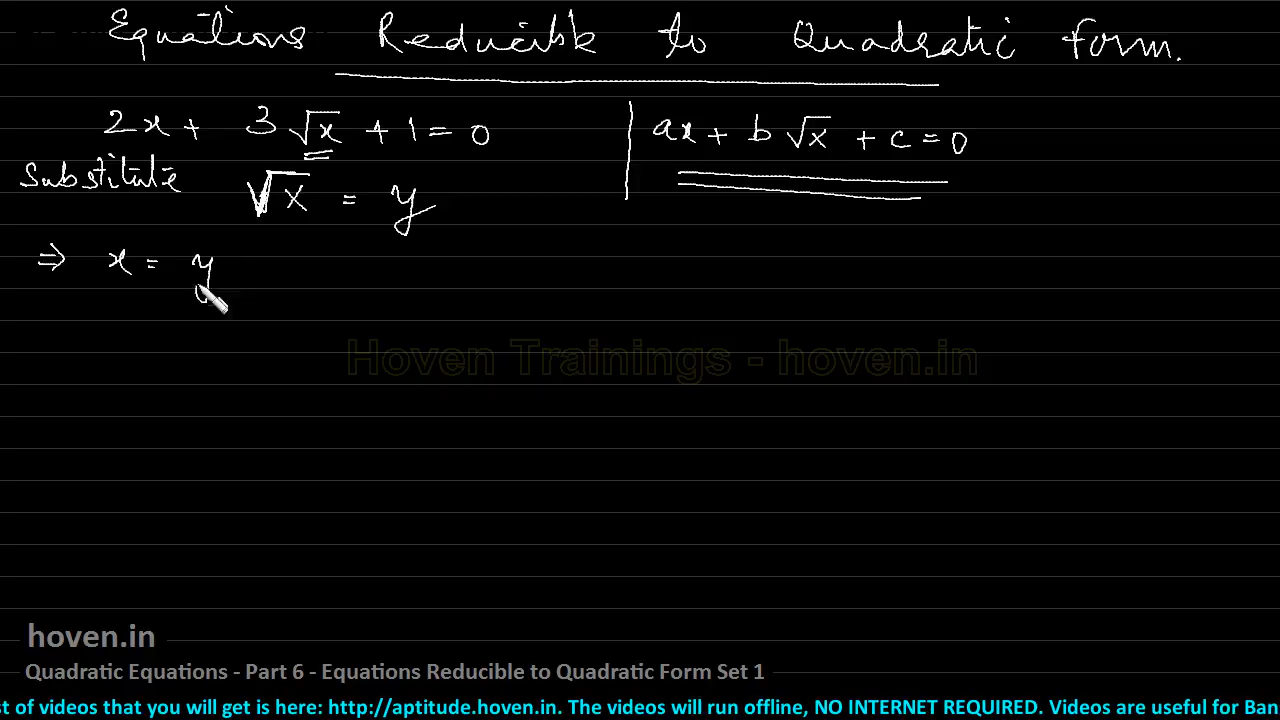 Equations Reducible to Quadratic form.
2x + 3 √x + 1 = 0
ax + b √x + c = 0
Substitute √x = y
⇒ x = y
Hoven Trainings - hoven.in
hoven.in
Quadratic Equations - Part 6 - Equations Reducible to Quadratic Form Set 1
st of videos that you will get is here: http://aptitude.hoven.in. The videos will run offline, NO INTERNET REQUIRED. Videos are useful for Ban